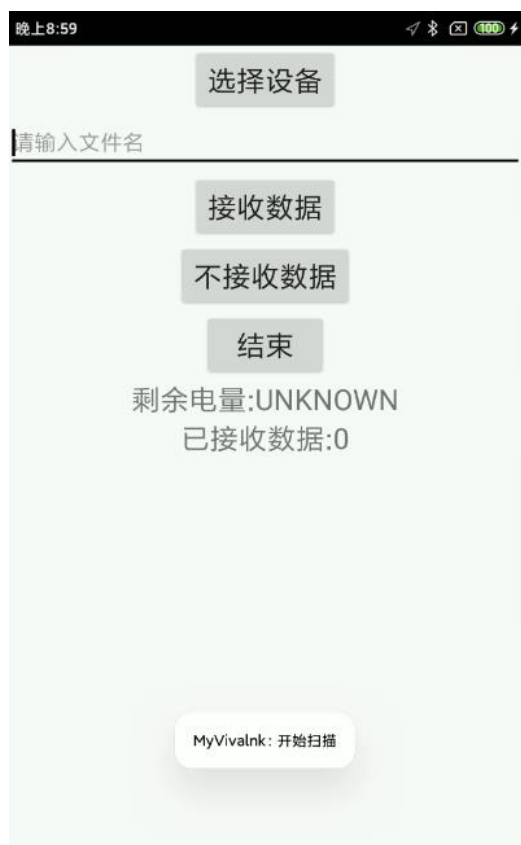 晚上8:59
100
选择设备
请输入文件名
接收数据
不接收数据
结束
剩余电量:UNKNOWN
已接收数据:0
MyVivalnk: 开始扫描